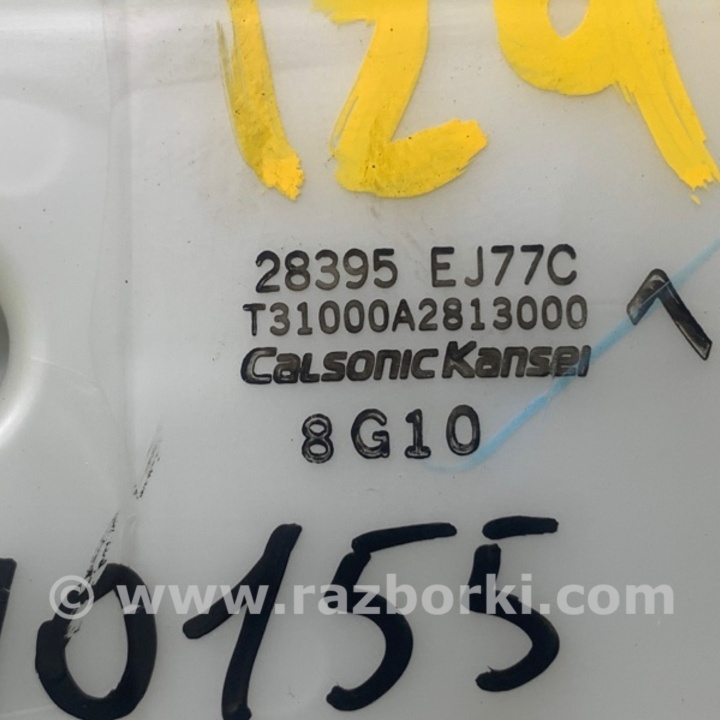 129
28395 EJ77C
T31000A2813000
CalsonicKansei
8G10
10155
© www.razborki.com